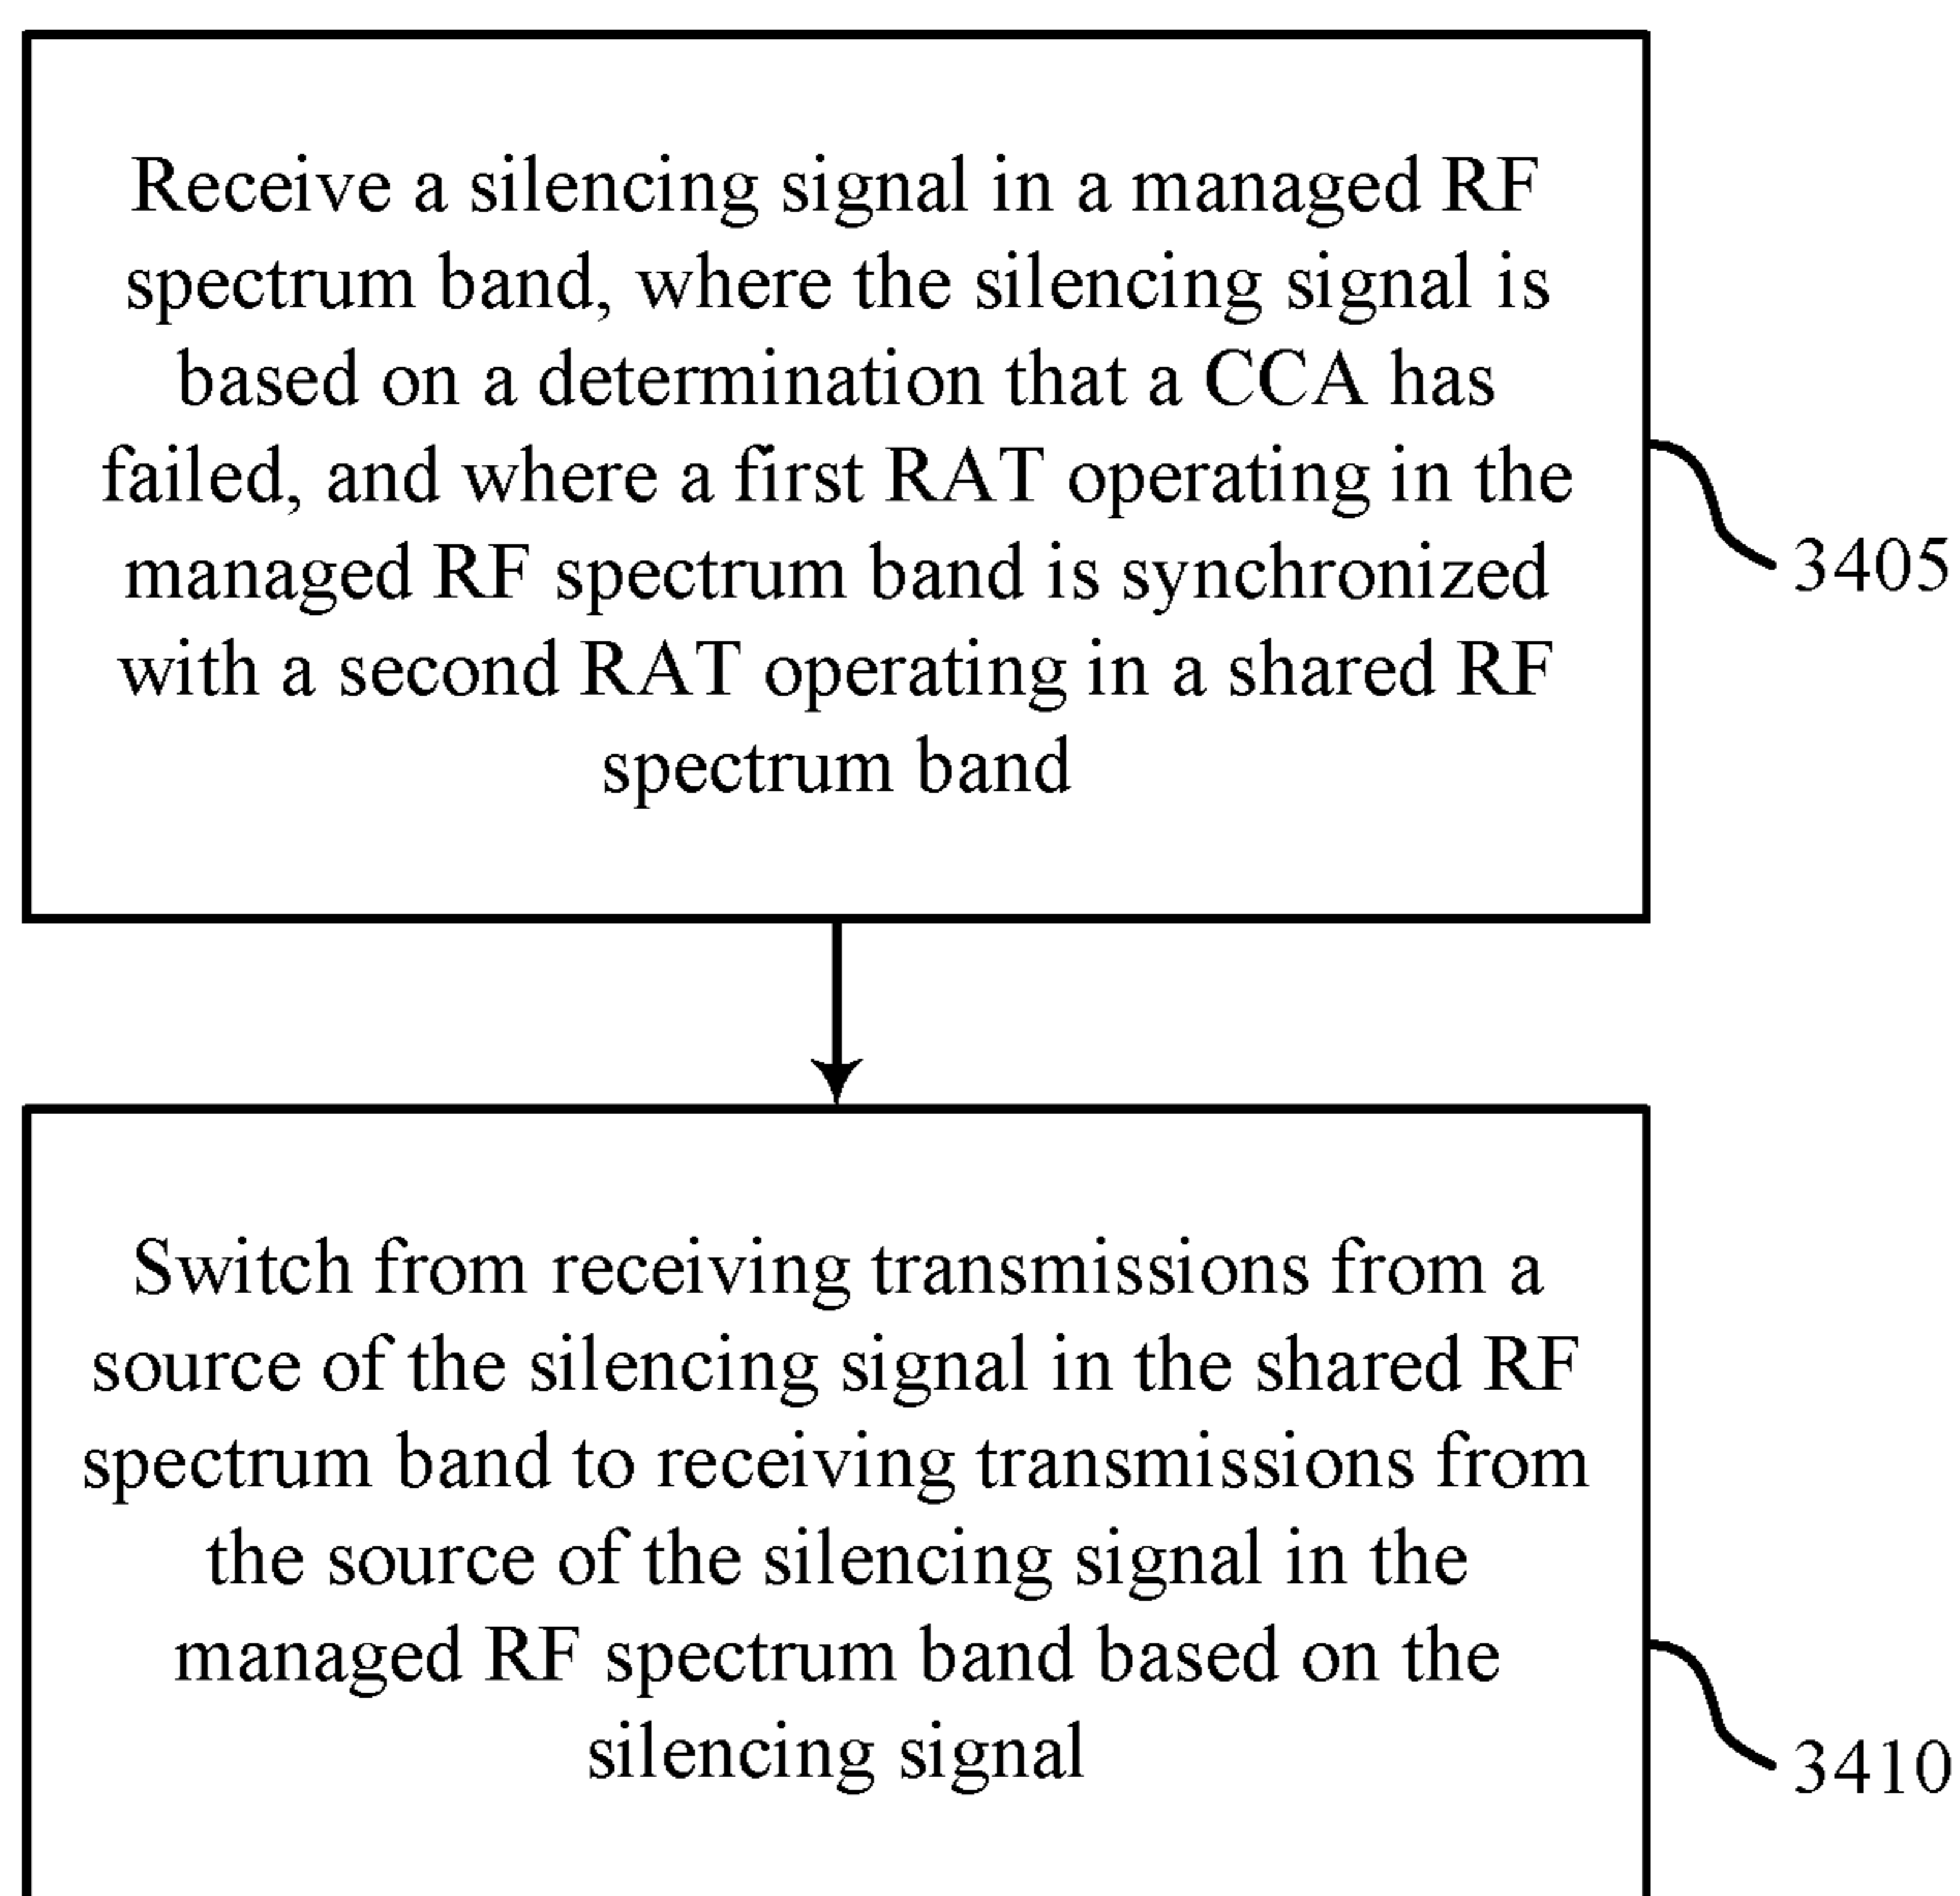 Receive a silencing signal in a managed RF
spectrum band, where the silencing signal is
based on a determination that a CCA has
failed, and where a first RAT operating in the
managed RF spectrum band is synchronized
with a second RAT operating in a shared RF
spectrum band
3405
Switch from receiving transmissions from a
source of the silencing signal in the shared RF
spectrum band to receiving transmissions from
the source of the silencing signal in the
managed RF spectrum band based on the
silencing signal
3410